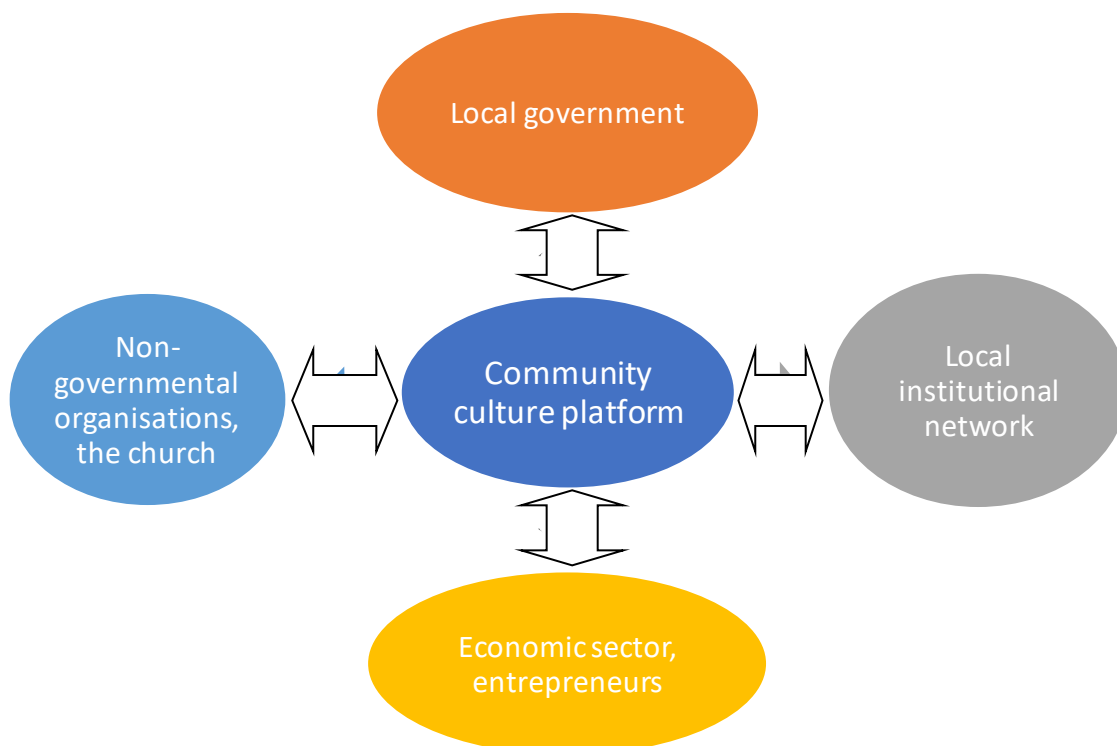 Local government
Non-
governmental
organisations,
the church
Community
culture platform
Local
institutional
network
Economic sector,
entrepreneurs